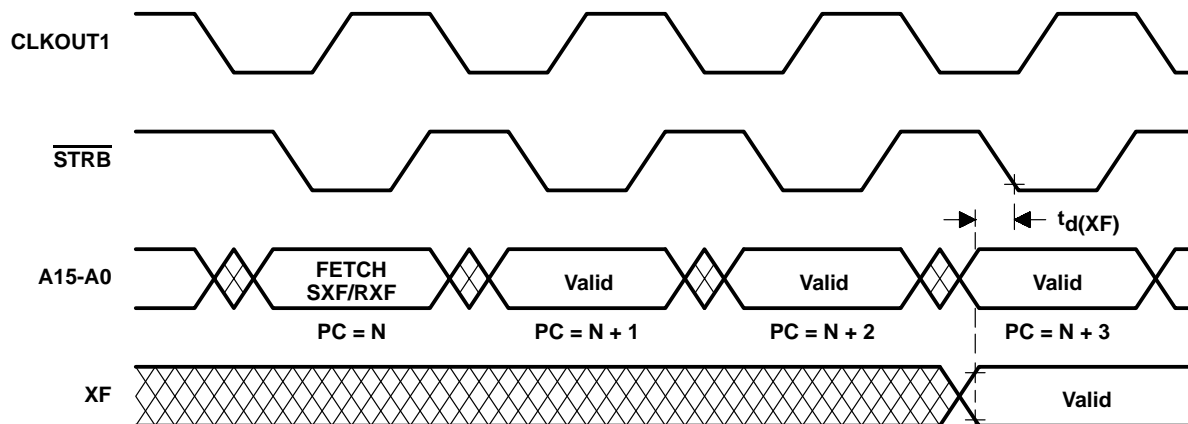 CLKOUT1
STRB
td(XF)
A15-A0
FETCH
SXF/RXF
Valid
Valid
Valid
PC = N
PC = N + 1
PC = N + 2
PC = N + 3
XF
Valid